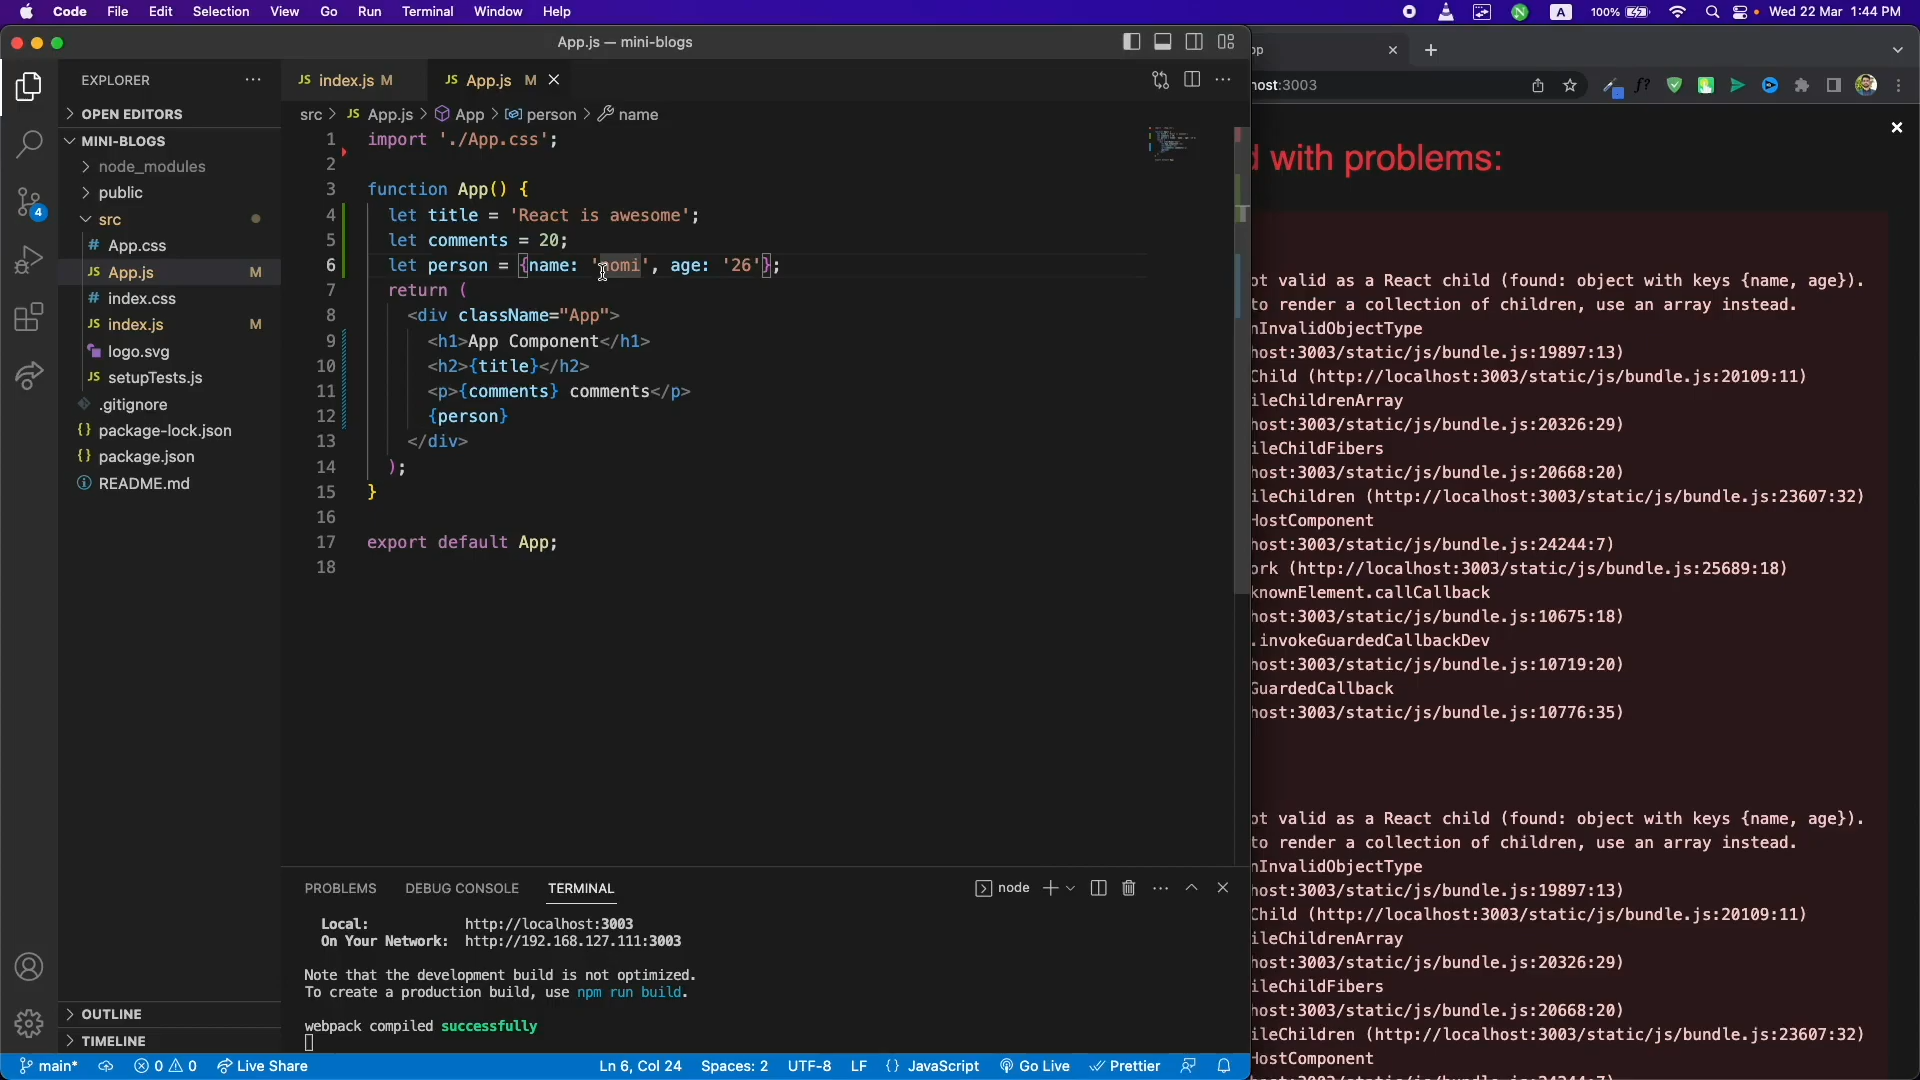 Code File Edit Selection View Go Run Terminal Window Help
A 100% Wed 22 Mar 1:44 PM
App.js — mini-blogs
EXPLORER
OPEN EDITORS
MINI-BLOGS
node_modules
public
src
# App.css
JS App.js M
# index.css
JS index.js M
logo.svg
JS setupTests.js
.gitignore
{} package-lock.json
{} package.json
README.md
OUTLINE
TIMELINE
4
JS index.js M
JS App.js M
src > JS App.js > App > person > name
1 import './App.css';
2
3 function App() {
4 let title = 'React is awesome';
5 let comments = 20;
6 let person = {name: 'nomi', age: '26'};
7 return (
8 <div className="App">
9 <h1>App Component</h1>
10 <h2>{title}</h2>
11 <p>{comments} comments</p>
12 {person}
13 </div>
14 );
15 }
16
17 export default App;
18
PROBLEMS DEBUG CONSOLE TERMINAL
node
Local: http://localhost:3003
On Your Network: http://192.168.127.111:3003
Note that the development build is not optimized.
To create a production build, use npm run build.
webpack compiled successfully
main* 0 0 Live Share
Ln 6, Col 24 Spaces: 2 UTF-8 LF {} JavaScript Go Live Prettier
pp
host:3003
f?
d with problems:
ot valid as a React child (found: object with keys {name, age}).
to render a collection of children, use an array instead.
nInvalidObjectType
host:3003/static/js/bundle.js:19897:13)
Child (http://localhost:3003/static/js/bundle.js:20109:11)
ileChildrenArray
host:3003/static/js/bundle.js:20326:29)
ileChildFibers
host:3003/static/js/bundle.js:20668:20)
ileChildren (http://localhost:3003/static/js/bundle.js:23607:32)
HostComponent
host:3003/static/js/bundle.js:24244:7)
ork (http://localhost:3003/static/js/bundle.js:25689:18)
knownElement.callCallback
host:3003/static/js/bundle.js:10675:18)
.invokeGuardedCallbackDev
host:3003/static/js/bundle.js:10719:20)
GuardedCallback
host:3003/static/js/bundle.js:10776:35)
ot valid as a React child (found: object with keys {name, age}).
to render a collection of children, use an array instead.
nInvalidObjectType
host:3003/static/js/bundle.js:19897:13)
Child (http://localhost:3003/static/js/bundle.js:20109:11)
ileChildrenArray
host:3003/static/js/bundle.js:20326:29)
ileChildFibers
host:3003/static/js/bundle.js:20668:20)
ileChildren (http://localhost:3003/static/js/bundle.js:23607:32)
HostComponent